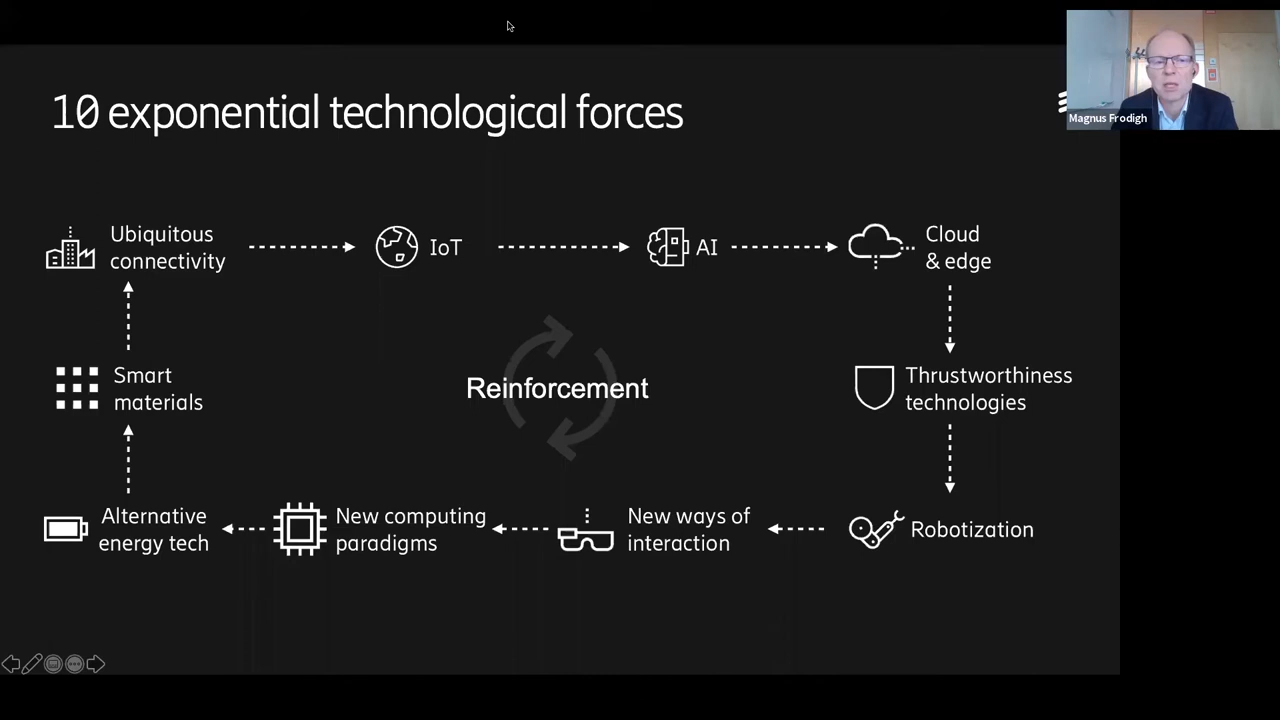 10 exponential technological forces
Magnus Frodigh
Ubiquitous
connectivity
IoT
AI
Cloud
& edge
Smart
materials
Reinforcement
Thrustworthiness
technologies
Alternative
energy tech
New computing
paradigms
New ways of
interaction
Robotization